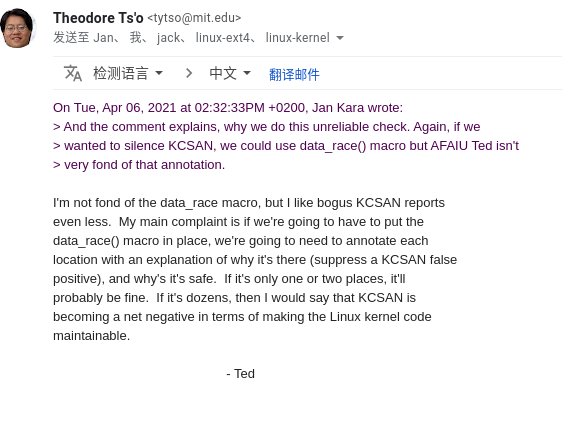 Theodore Ts'o <tytso@mit.edu>
发送至 Jan、 我、 jack、 linux-ext4、 linux-kernel
检测语言 > 中文 翻译邮件
On Tue, Apr 06, 2021 at 02:32:33PM +0200, Jan Kara wrote:
> And the comment explains, why we do this unreliable check. Again, if we
> wanted to silence KCSAN, we could use data_race() macro but AFAIU Ted isn't
> very fond of that annotation.
I'm not fond of the data_race macro, but I like bogus KCSAN reports
even less.  My main complaint is if we're going to have to put the
data_race() macro in place, we're going to need to annotate each
location with an explanation of why it's there (suppress a KCSAN false
positive), and why's it's safe.  If it's only one or two places, it'll
probably be fine.  If it's dozens, then I would say that KCSAN is
becoming a net negative in terms of making the Linux kernel code
maintainable.
- Ted